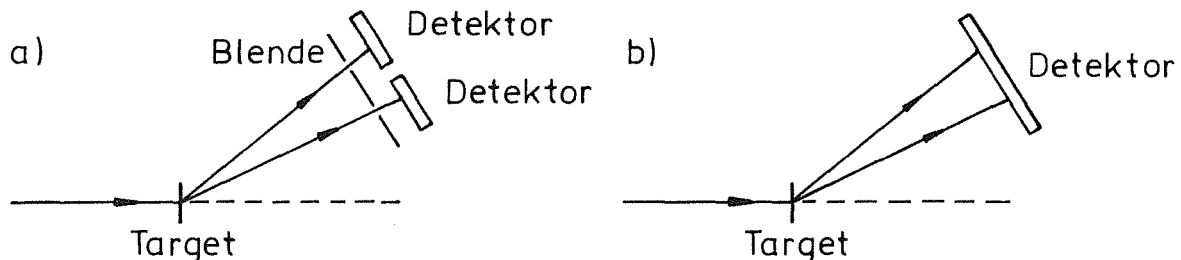 a)
Blende
Detektor
Detektor
Target
b)
Detektor
Target